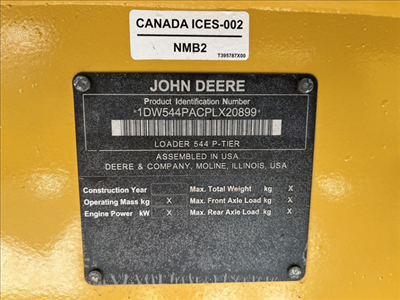 CANADA ICES-002
NMB2
T395787X00
JOHN DEERE
Product Identification Number
*1DW544PACPLX20899*
LOADER 544 P-TIER
ASSEMBLED IN USA
DEERE & COMPANY, MOLINE, ILLINOIS, USA
Construction Year Max. Total Weight kg X
Operating Mass kg X Max. Front Axle Load kg X
Engine Power kW X Max. Rear Axle Load kg X